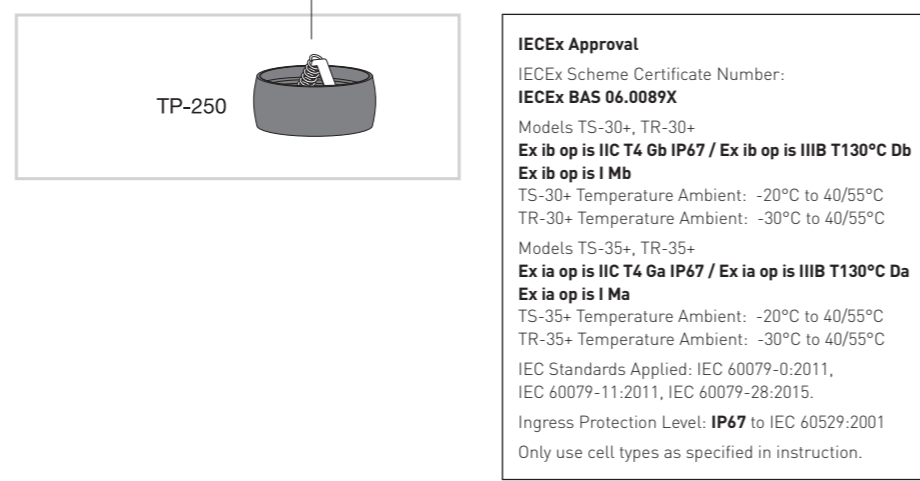 TP-250
IECEx Approval
IECEx Scheme Certificate Number:
IECEx BAS 06.0089X
Models TS-30+, TR-30+
Ex ib op is IIC T4 Gb IP67 / Ex ib op is IIIB T130°C Db
Ex ib op is I Mb
TS-30+ Temperature Ambient: -20°C to 40/55°C
TR-30+ Temperature Ambient: -30°C to 40/55°C
Models TS-35+, TR-35+
Ex ia op is IIC T4 Ga IP67 / Ex ia op is IIIB T130°C Da
Ex ia op is I Ma
TS-35+ Temperature Ambient: -20°C to 40/55°C
TR-35+ Temperature Ambient: -30°C to 40/55°C
IEC Standards Applied: IEC 60079-0:2011,
IEC 60079-11:2011, IEC 60079-28:2015.
Ingress Protection Level: IP67 to IEC 60529:2001
Only use cell types as specified in instruction.